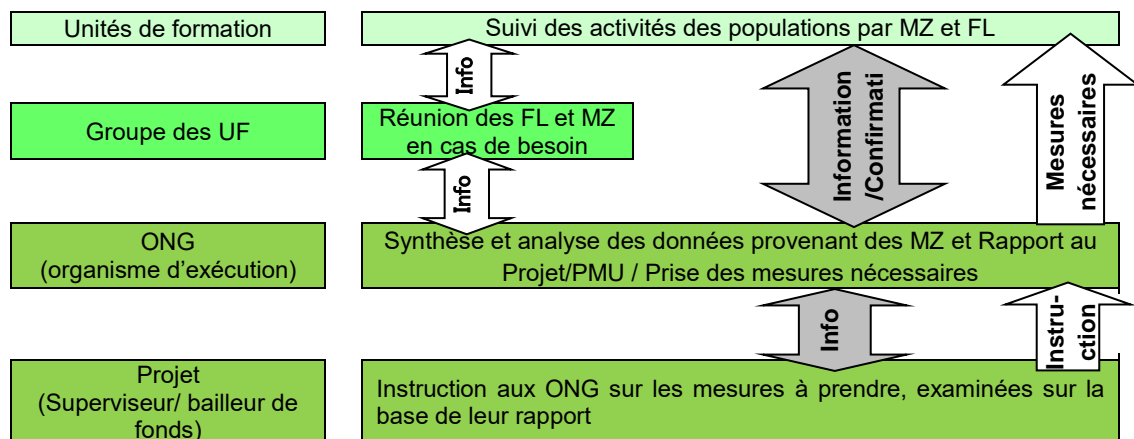 Unités de formation
Suivi des activités des populations par MZ et FL
Info
Information
/Confirmati
Mesures
nécessaires
Groupe des UF
Réunion des FL et MZ
en cas de besoin
Info
ONG
(organisme d'exécution)
Synthèse et analyse des données provenant des MZ et Rapport au
Projet/PMU / Prise des mesures nécessaires
Info
Instru-
ction
Projet
(Superviseur/ bailleur de
fonds)
Instruction aux ONG sur les mesures à prendre, examinées sur la
base de leur rapport